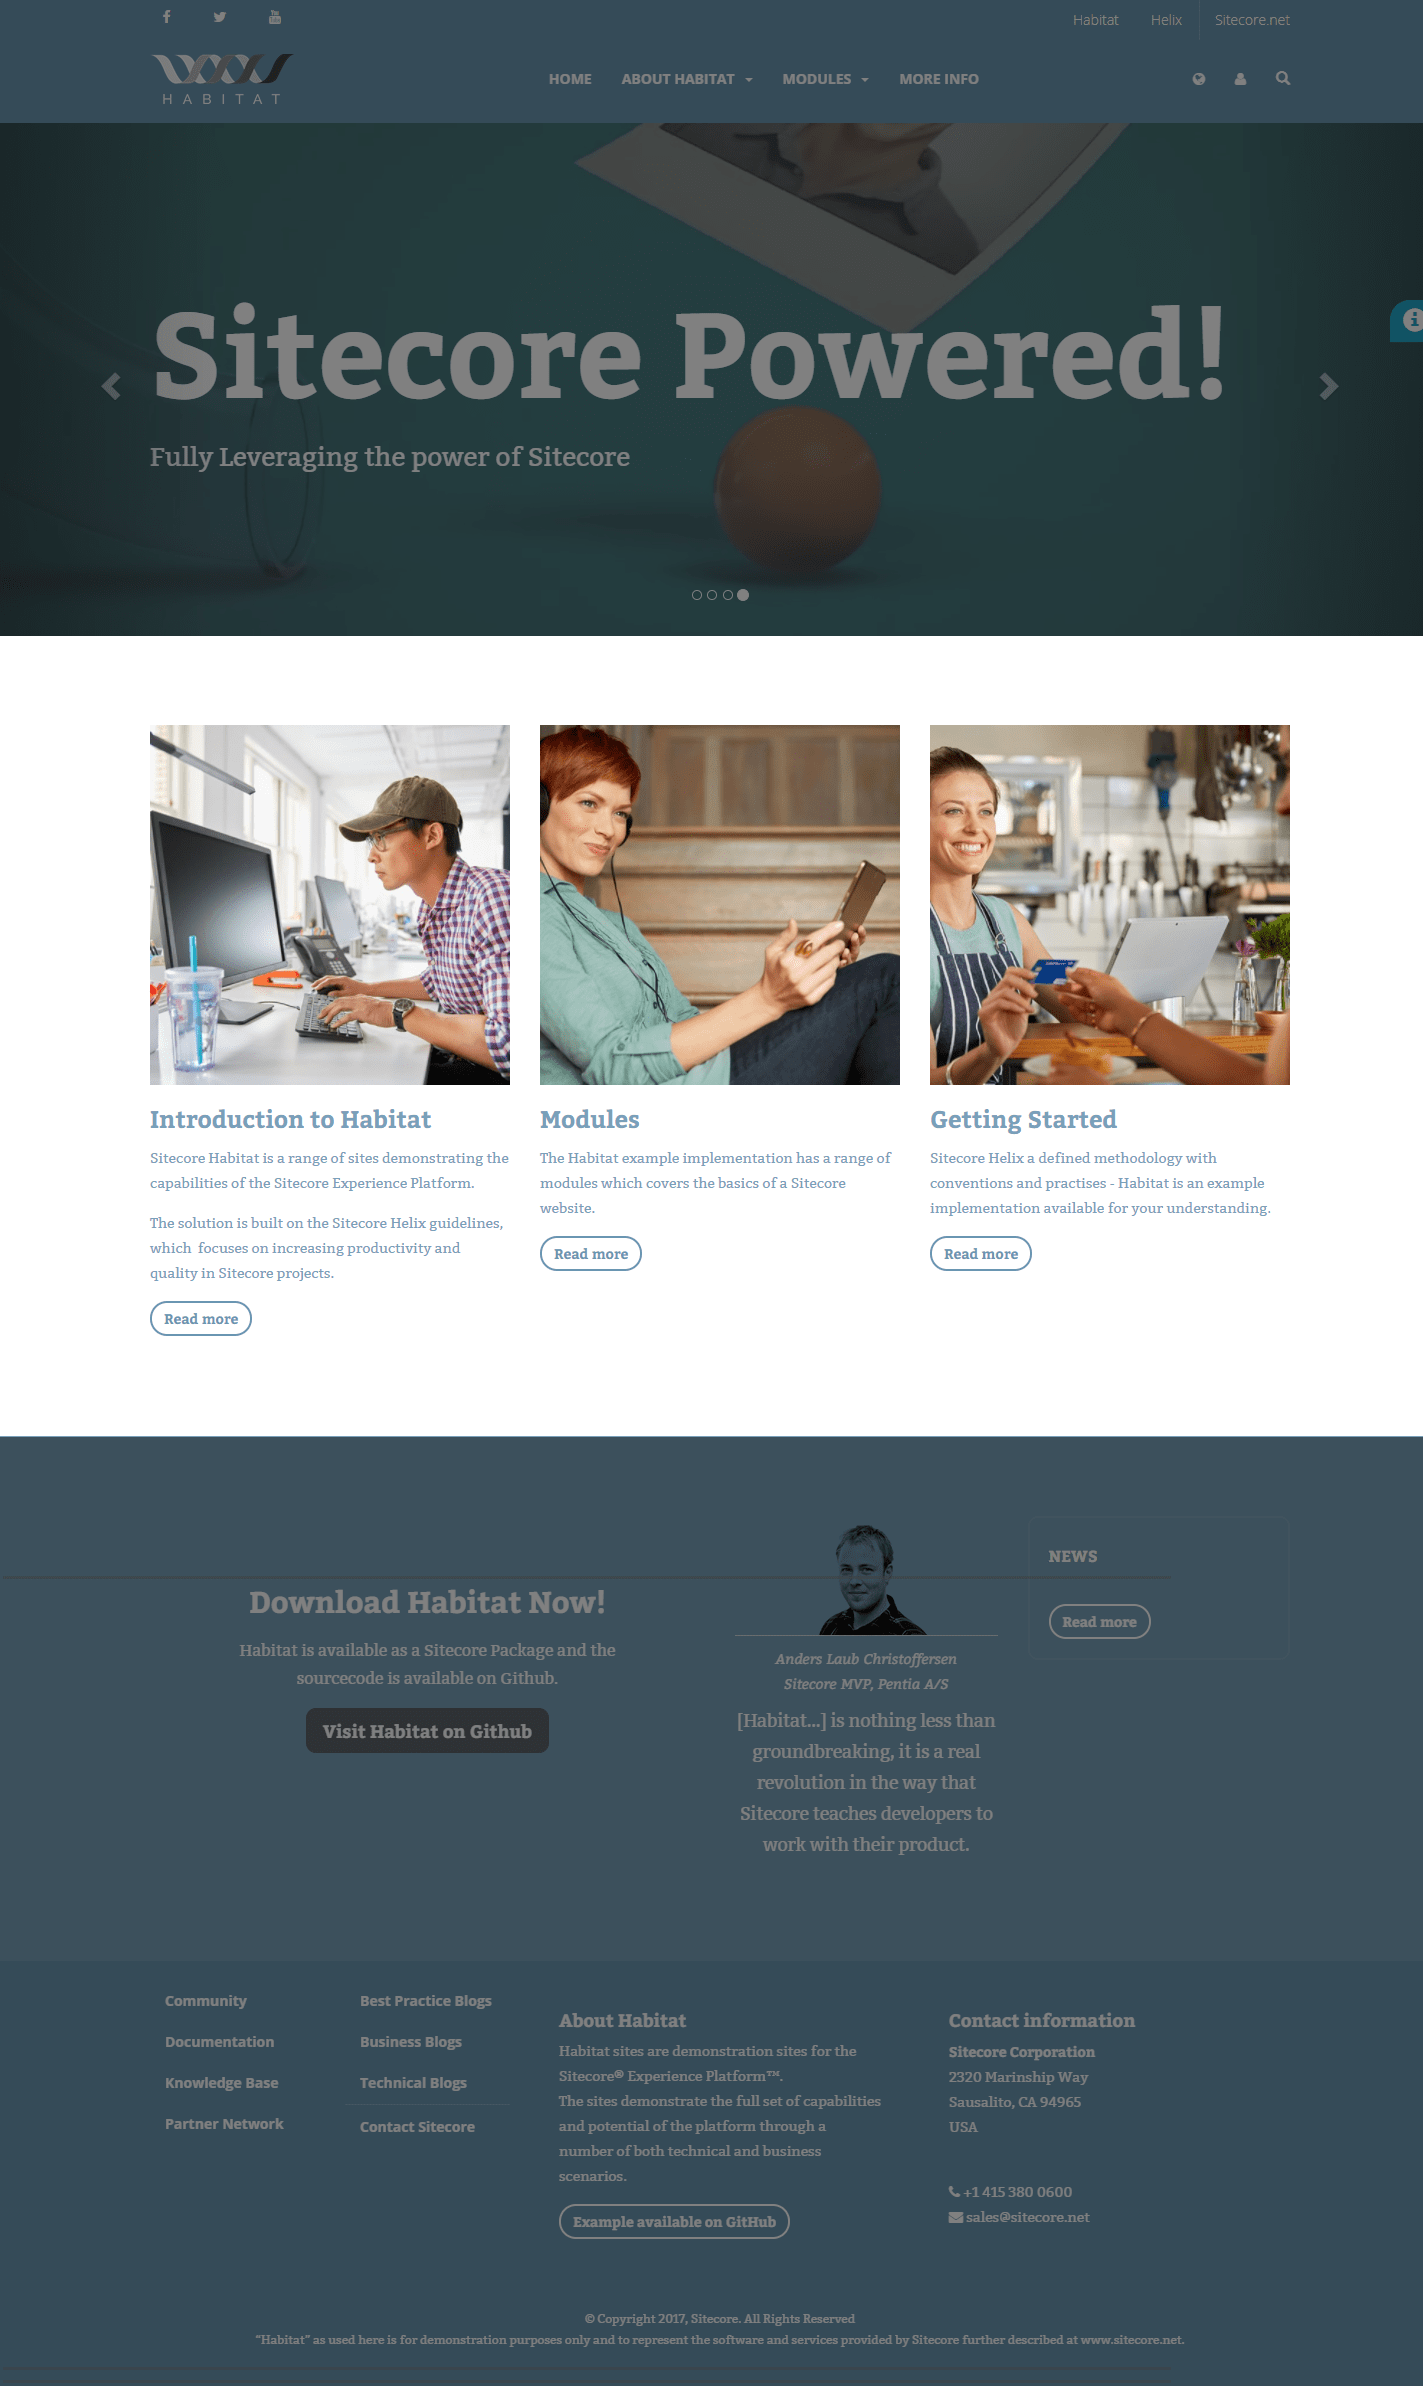 Habitat
Helix
Sitecore.net
HABITAT
HOME
ABOUT HABITAT
MODULES
MORE INFO
Sitecore Powered!
Fully Leveraging the power of Sitecore
Introduction to Habitat
Sitecore Habitat is a range of sites demonstrating the
capabilities of the Sitecore Experience Platform.
The solution is built on the Sitecore Helix guidelines,
which focuses on increasing productivity and
quality in Sitecore projects.
Read more
Modules
The Habitat example implementation has a range of
modules which covers the basics of a Sitecore
website.
Read more
Getting Started
Sitecore Helix a defined methodology with
conventions and practises - Habitat is an example
implementation available for your understanding.
Read more
Download Habitat Now!
Habitat is available as a Sitecore Package and the
sourcecode is available on Github.
Visit Habitat on Github
Anders Laub Christoffersen
Sitecore MVP, Pentia A/S
[Habitat...] is nothing less than
groundbreaking, it is a real
revolution in the way that
Sitecore teaches developers to
work with their product.
NEWS
Read more
Community
Documentation
Knowledge Base
Partner Network
Best Practice Blogs
Business Blogs
Technical Blogs
Contact Sitecore
About Habitat
Habitat sites are demonstration sites for the
Sitecore® Experience Platform™.
The sites demonstrate the full set of capabilities
and potential of the platform through a
number of both technical and business
scenarios.
Example available on GitHub
Contact information
Sitecore Corporation
2320 Marinship Way
Sausalito, CA 94965
USA
+1 415 380 0600
sales@sitecore.net
© Copyright 2017, Sitecore. All Rights Reserved
"Habitat" as used here is for demonstration purposes only and to represent the software and services provided by Sitecore further described at www.sitecore.net.